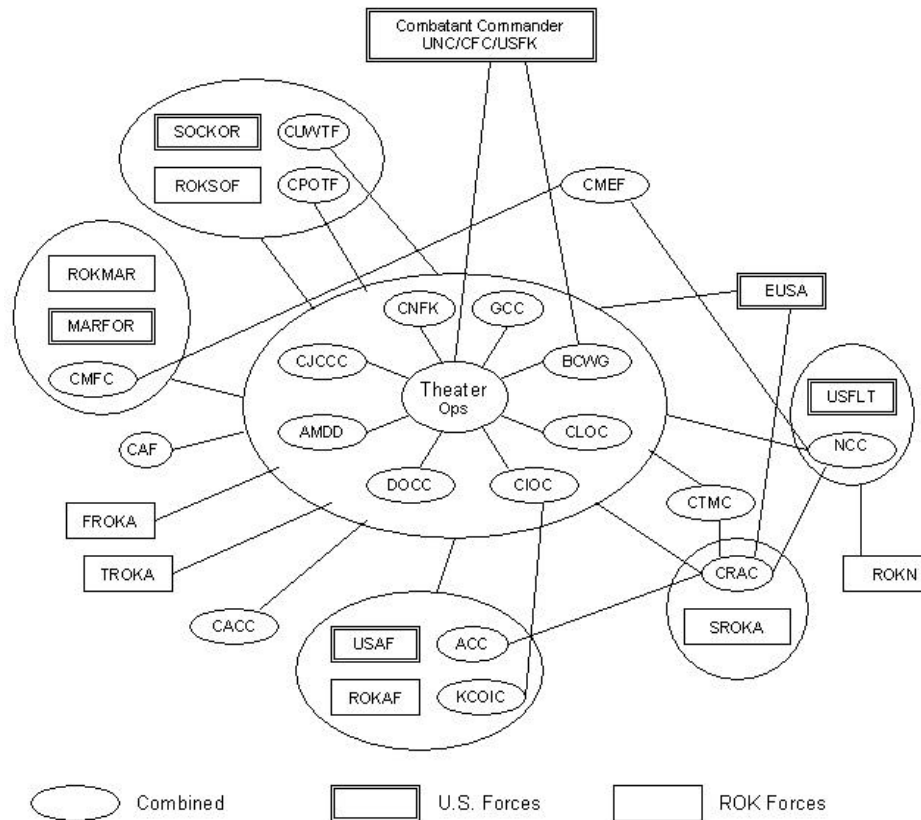 Combatant Commander
UNC/CFC/USFK
SOCKOR
CUWTF
ROKSOF
CPOTF
CMEF
ROKMAR
MARFOR
CMFC
EUSA
CNFK
GCC
CJCCC
BCWG
Theater
Ops
USFLT
AMDD
CLOC
NCC
CAF
DOCC
CIOC
CTMC
FROKA
TROKA
CRAC
ROKN
CACC
SROKA
USAF
ACC
ROKAF
KCOIC
Combined
U.S. Forces
ROK Forces